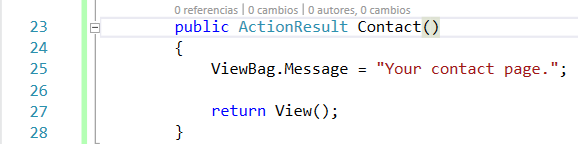 0 referencias | 0 cambios | 0 autores, 0 cambios
23 public ActionResult Contact()
24 {
25 ViewBag.Message = "Your contact page.";
26
27 return View();
28 }